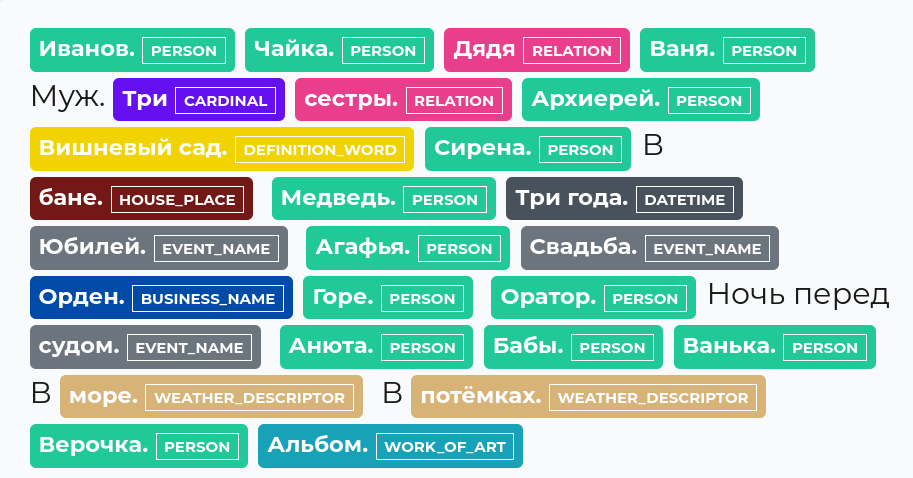 Иванов. PERSON Чайка. PERSON Дядя RELATION Ваня. PERSON
Муж. Три CARDINAL сестры. RELATION Архиерей. PERSON
Вишневый сад. DEFINITION_WORD Сирена. PERSON В
бане. HOUSE_PLACE Медведь. PERSON Три года. DATETIME
Юбилей. EVENT_NAME Агафья. PERSON Свадьба. EVENT_NAME
Орден. BUSINESS_NAME Горе. PERSON Оратор. PERSON Ночь перед
судом. EVENT_NAME Анюта. PERSON Бабы. PERSON Ванька. PERSON
В море. WEATHER_DESCRIPTOR В потёмках. WEATHER_DESCRIPTOR
Верочка. PERSON Альбом. WORK_OF_ART